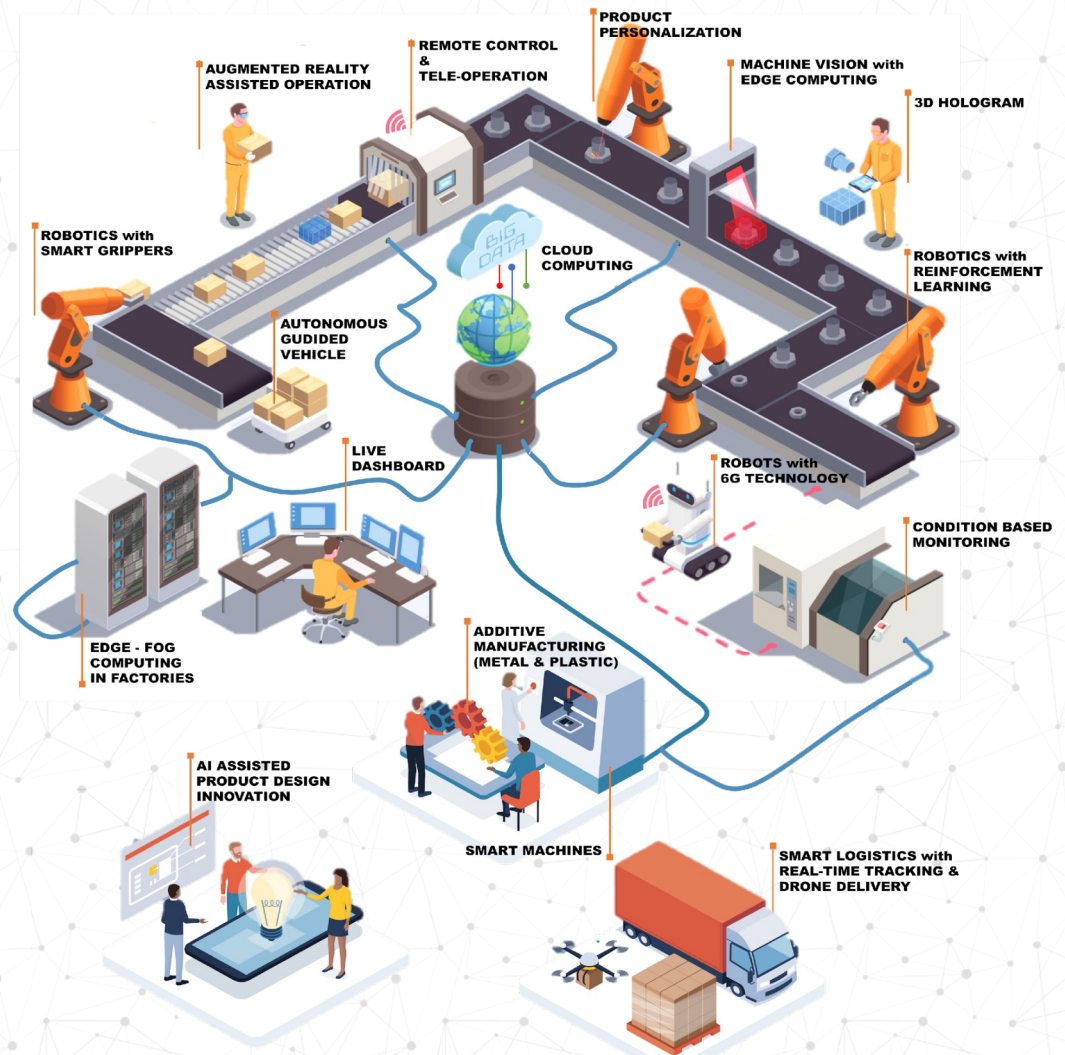 PRODUCT
PERSONALIZATION
REMOTE CONTROL
&
TELE-OPERATION
AUGMENTED REALITY
ASSISTED OPERATION
MACHINE VISION with
EDGE COMPUTING
3D HOLOGRAM
ROBOTICS with
SMART GRIPPERS
BIG
DATA
CLOUD
COMPUTING
ROBOTICS with
REINFORCEMENT
LEARNING
AUTONOMOUS
GUDIDED
VEHICLE
LIVE
DASHBOARD
ROBOTS with
6G TECHNOLOGY
CONDITION BASED
MONITORING
EDGE - FOG
COMPUTING
IN FACTORIES
ADDITIVE
MANUFACTURING
(METAL & PLASTIC)
AI ASSISTED
PRODUCT DESIGN
INNOVATION
SMART MACHINES
SMART LOGISTICS with
REAL-TIME TRACKING &
DRONE DELIVERY